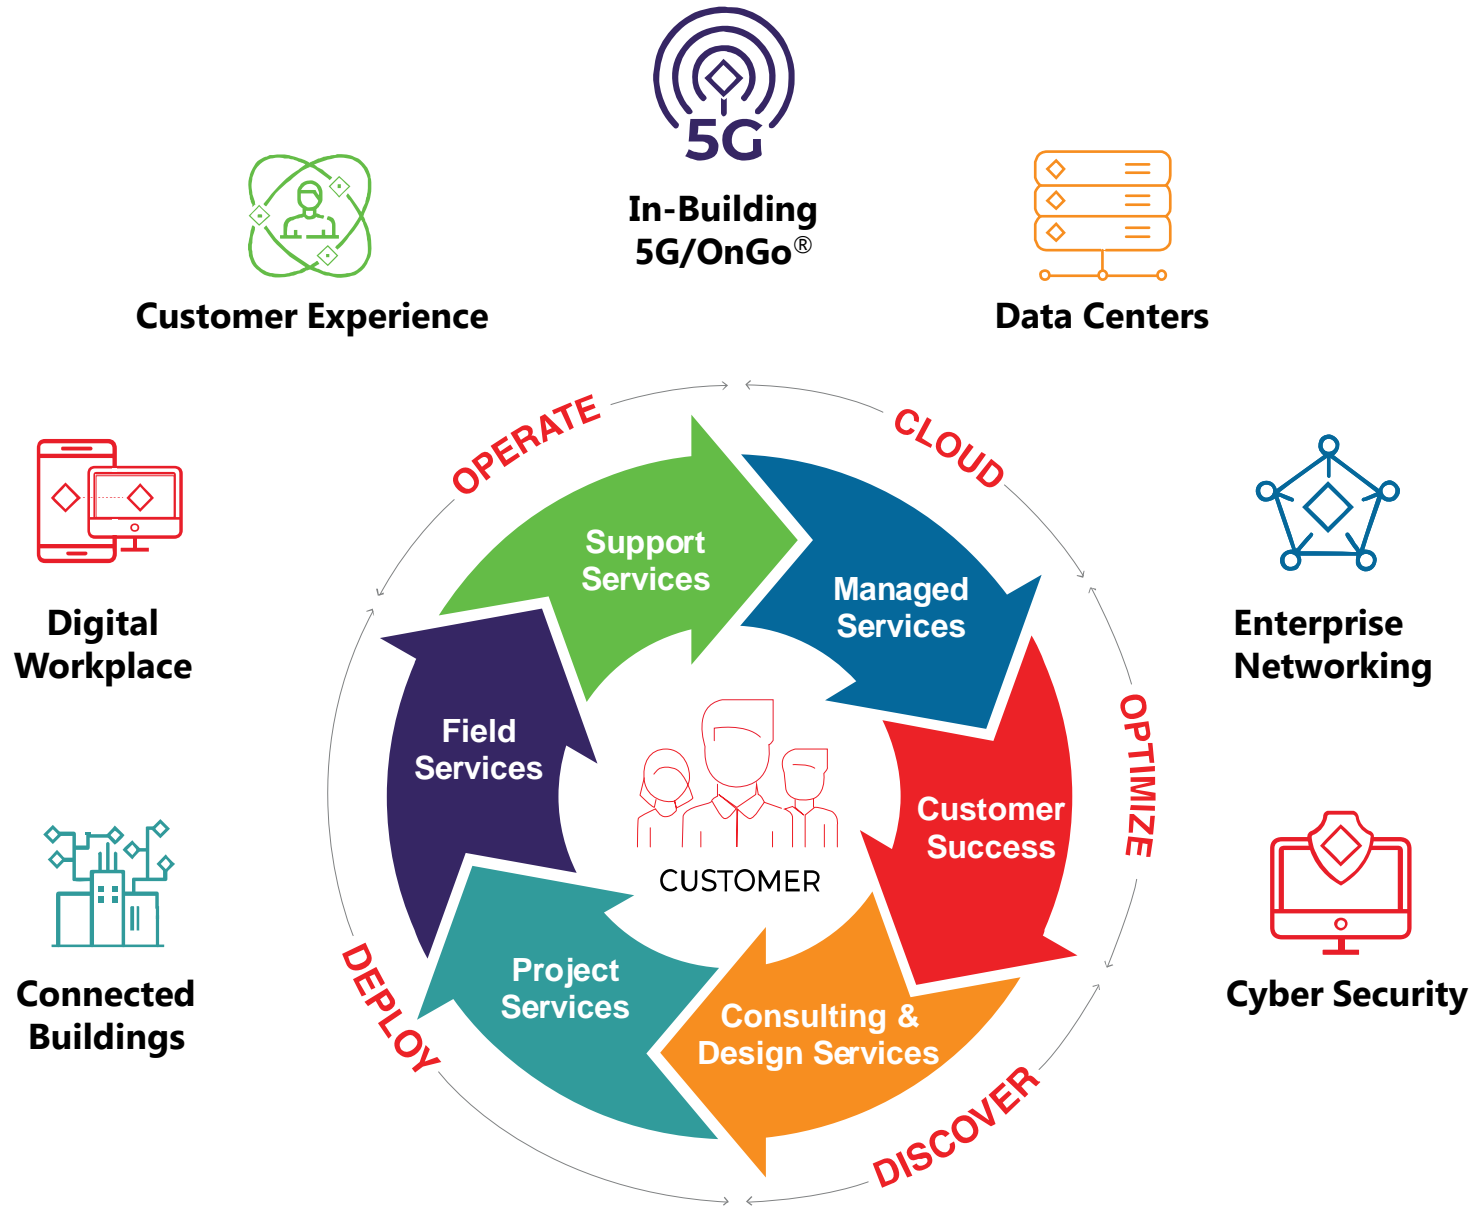 5G
In-Building
5G/OnGo®
Customer Experience
Data Centers
OPERATE
CLOUD
Support
Services
Managed
Services
Digital
Workplace
Enterprise
Networking
Field
Services
OPTIMIZE
Customer
Success
CUSTOMER
Project
Services
Consulting &
Design Services
Connected
Buildings
Cyber Security
DEPLOY
DISCOVER